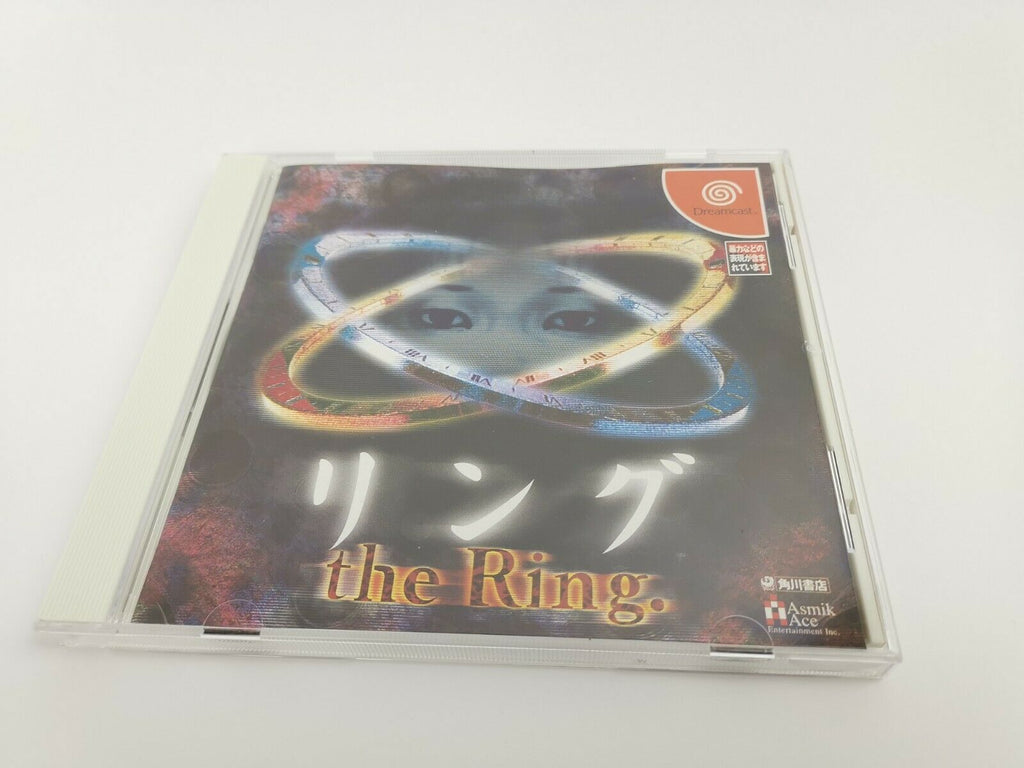 Dreamcast
暴力などの
表現が含ま
れています
リング
the Ring.
角川書店
Asmik
Ace
Entertainment Inc.